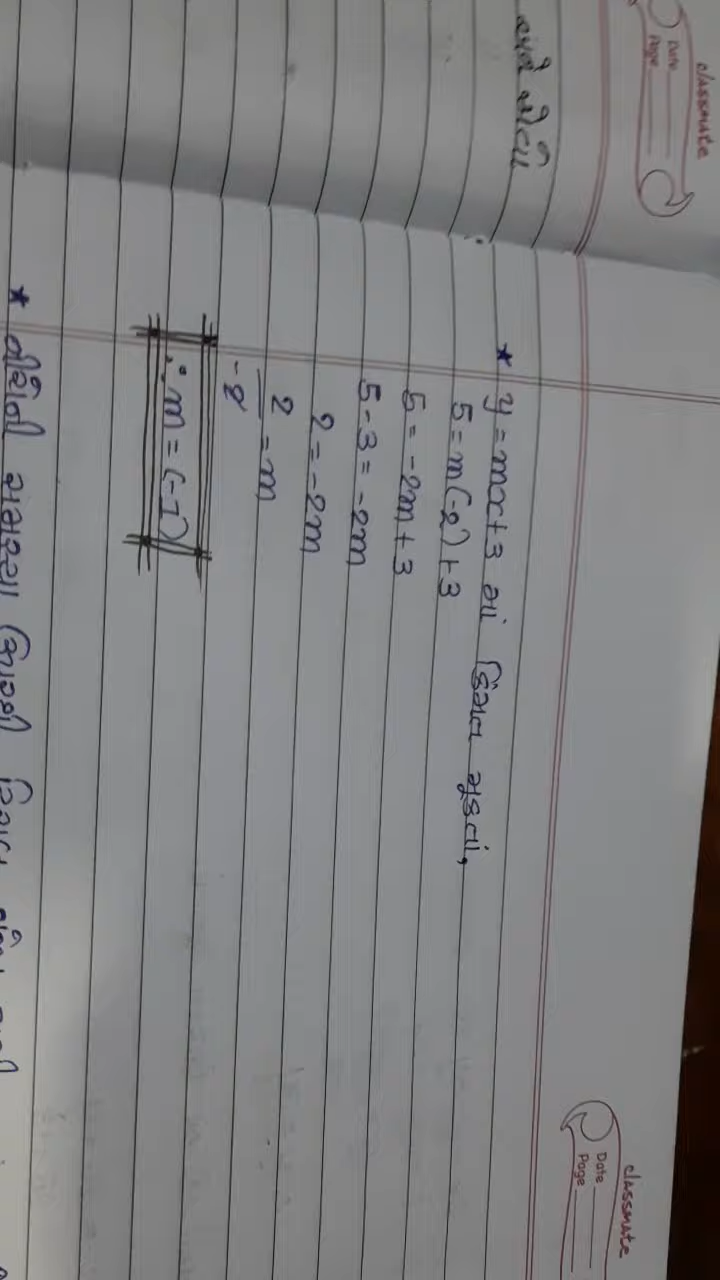 classmate
Date
Page
classmate
Date
Page
* y = mx + 3 માં કિંમત મૂકતાં,
5 = m(-2) + 3
5 = -2m + 3
5 - 3 = -2m
2 = -2m
2/-2 = m
∴ m = (-1)
* નીચેની સમસ્યા